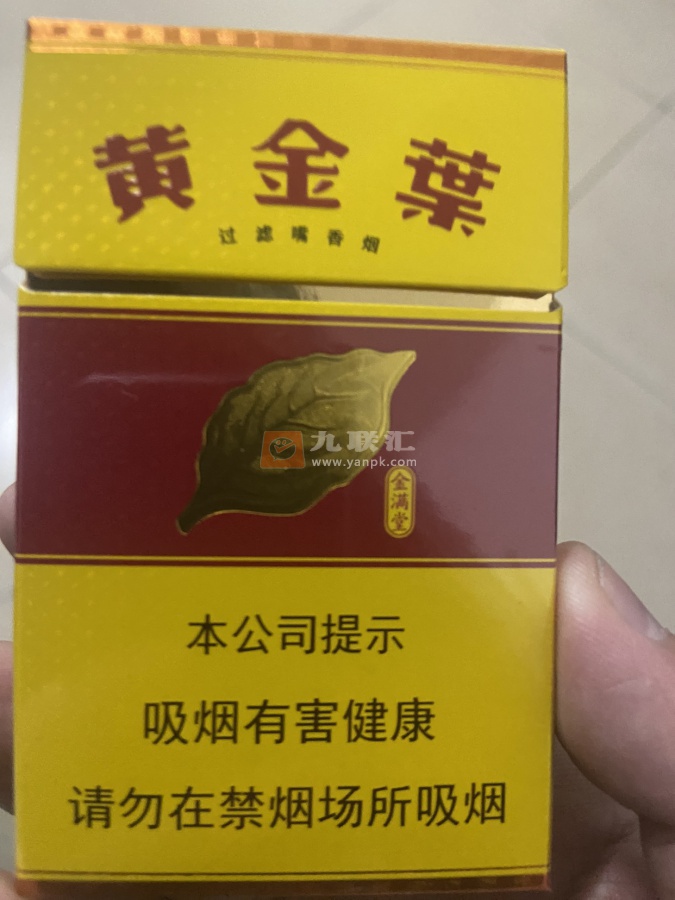 黄金葉
过滤嘴香烟
九联汇
www.yanpk.com
金满堂
本公司提示
吸烟有害健康
请勿在禁烟场所吸烟